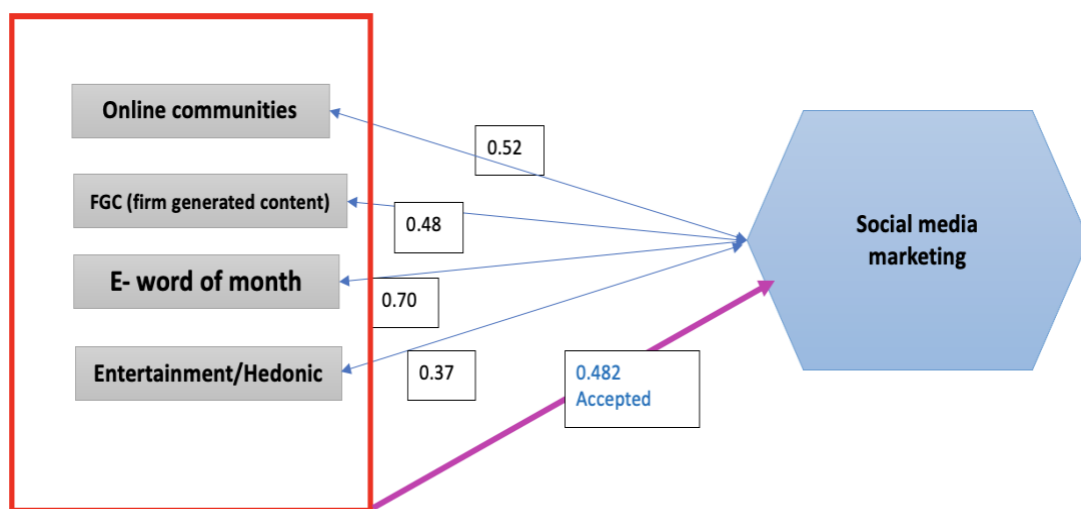 Online communities
0.52
FGC (firm generated content)
0.48
Social media
marketing
E- word of month
0.70
Entertainment/Hedonic
0.37
0.482
Accepted